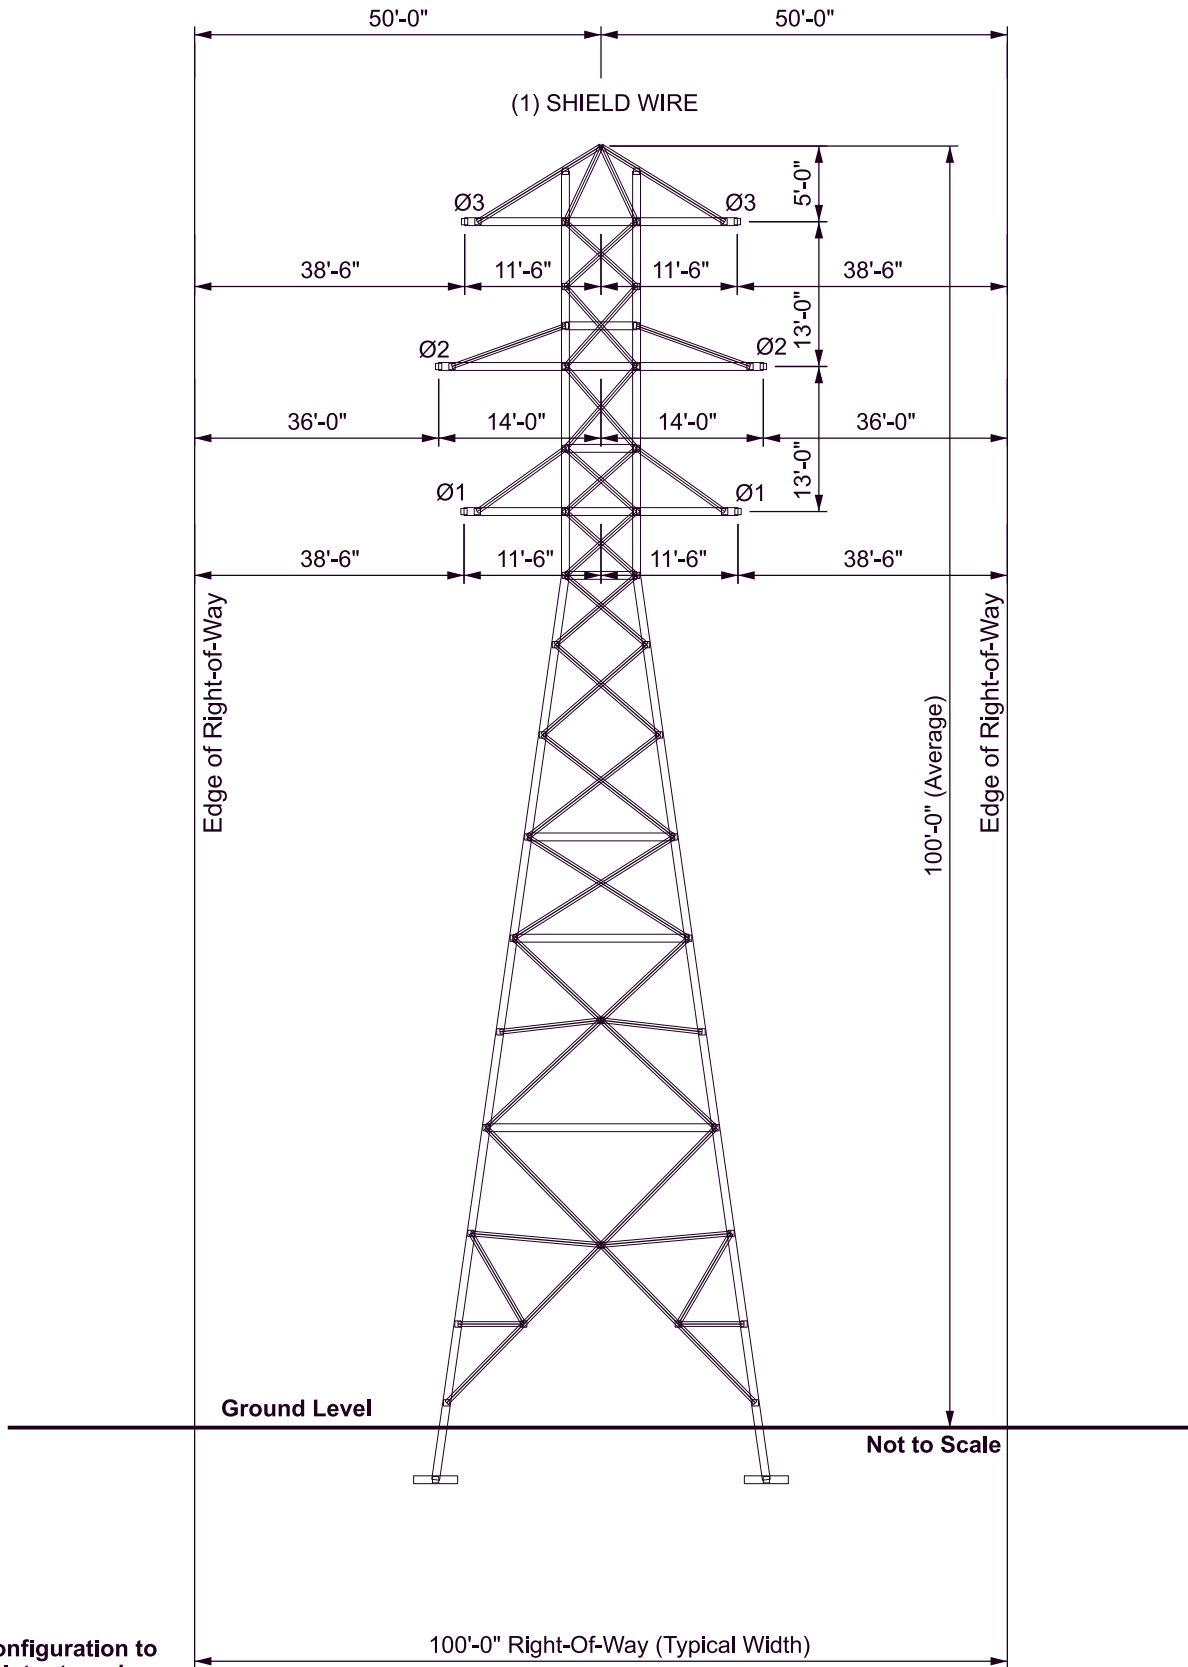 50'-0" 50'-0"
(1) SHIELD WIRE
5'-0"
Ø3 Ø3
38'-6" 11'-6" 11'-6" 38'-6"
13'-0"
Ø2 Ø2
36'-0" 14'-0" 14'-0" 36'-0"
13'-0"
Ø1 Ø1
38'-6" 11'-6" 11'-6" 38'-6"
Edge of Right-of-Way
100'-0" (Average)
Edge of Right-of-Way
Ground Level
Not to Scale
100'-0" Right-Of-Way (Typical Width)
to